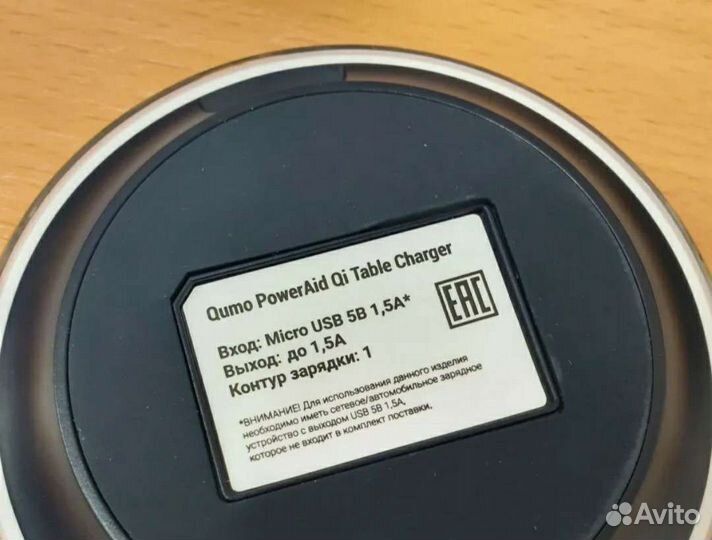 Qumo PowerAid Qi Table Charger
Вход: Micro USB 5В 1,5А*
Выход: до 1,5А
Контур зарядки: 1
EAC
*ВНИМАНИЕ! Для использования данного изделия
необходимо иметь сетевое/автомобильное зарядное
устройство с выходом USB 5В 1,5А,
которое не входит в комплект поставки.
Avito